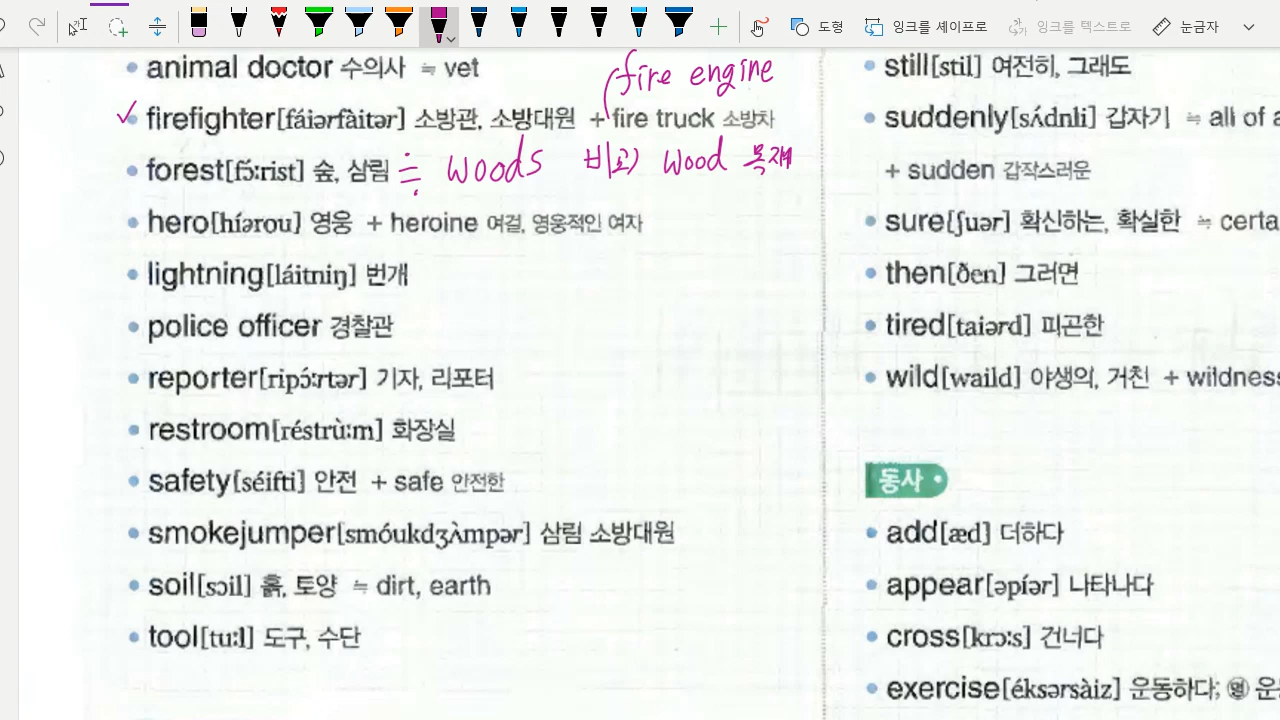 도형 잉크를 셰이프로 잉크를 텍스트로 눈금자
animal doctor 수의사 ≒ vet
fire engine
firefighter[fáiərfàitər] 소방관, 소방대원 + fire truck 소방차
forest[fɔ́:rist] 숲, 삼림 ≒ woods 비교) wood 목재
hero[híərou] 영웅 + heroine 여걸, 영웅적인 여자
lightning[láitniŋ] 번개
police officer 경찰관
reporter[ripɔ́:rtər] 기자, 리포터
restroom[réstrù:m] 화장실
safety[séifti] 안전 + safe 안전한
smokejumper[smóukdʒʌ̀mpər] 삼림 소방대원
soil[sɔil] 흙, 토양 ≒ dirt, earth
tool[tu:l] 도구, 수단
still[stil] 여전히, 그래도
suddenly[sʌ́dnli] 갑자기 ≒ all of a
+ sudden 갑작스러운
sure[ʃuər] 확신하는, 확실한 ≒ certa
then[ðen] 그러면
tired[taiərd] 피곤한
wild[waild] 야생의, 거친 + wildness
동사
add[æd] 더하다
appear[əpíər] 나타나다
cross[krɔ:s] 건너다
exercise[éksərsàiz] 운동하다; 명 운